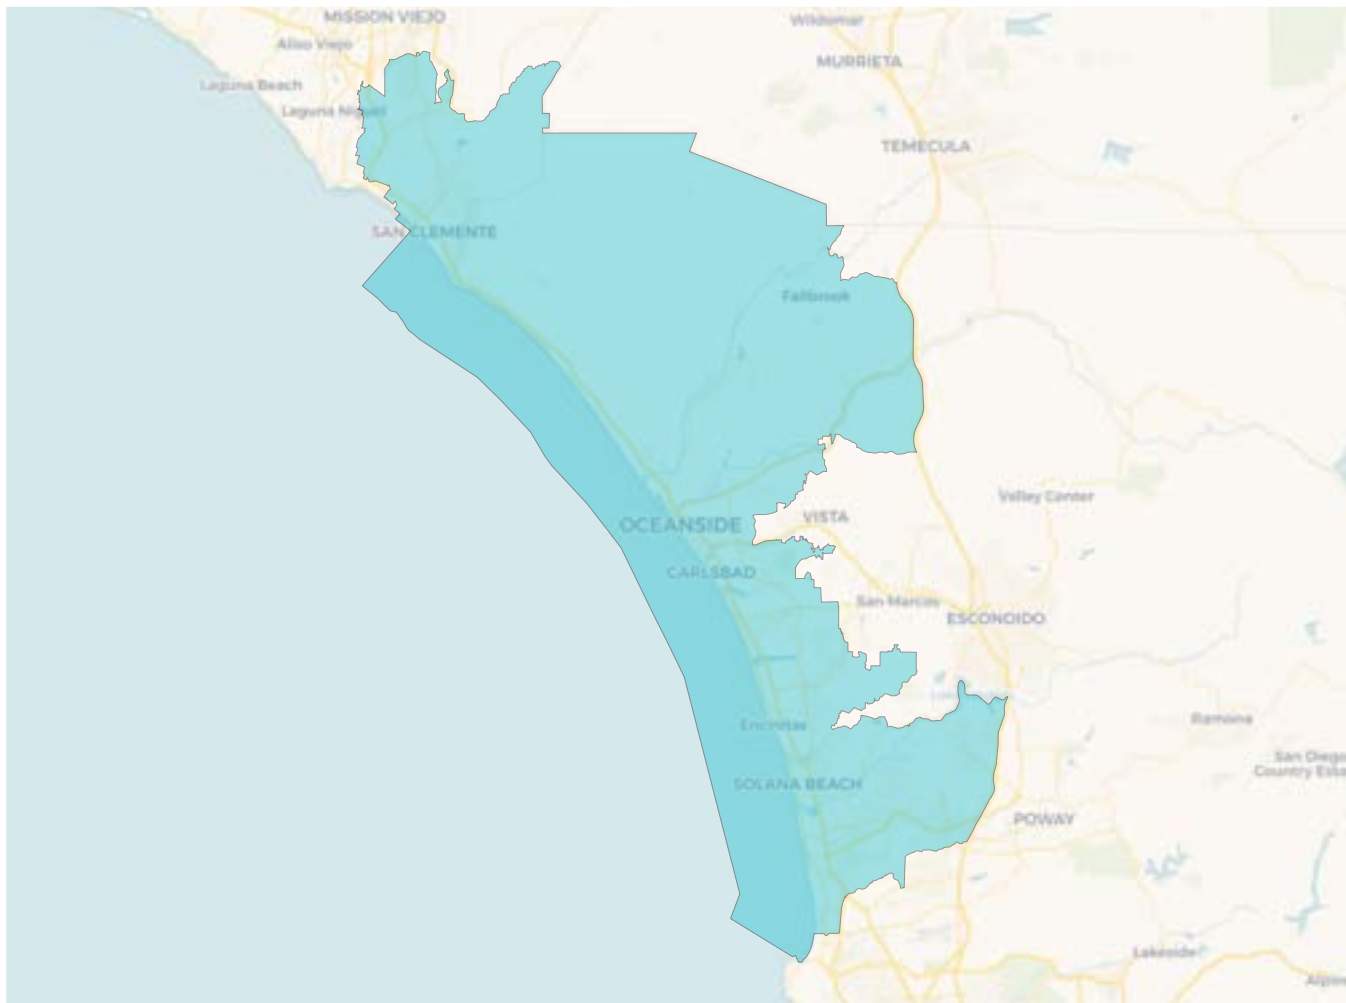 MISSION VIEJO
Wildomar
Aliso Viejo
MURRIETA
Laguna Beach
Laguna Niguel
TEMECULA
SAN CLEMENTE
Fallbrook
Valley Center
VISTA
OCEANSIDE
CARLSBAD
San Marcos
ESCONDIDO
Ramona
Encinitas
San Diego
Country Esta
SOLANA BEACH
POWAY
Lakeside
Alpin